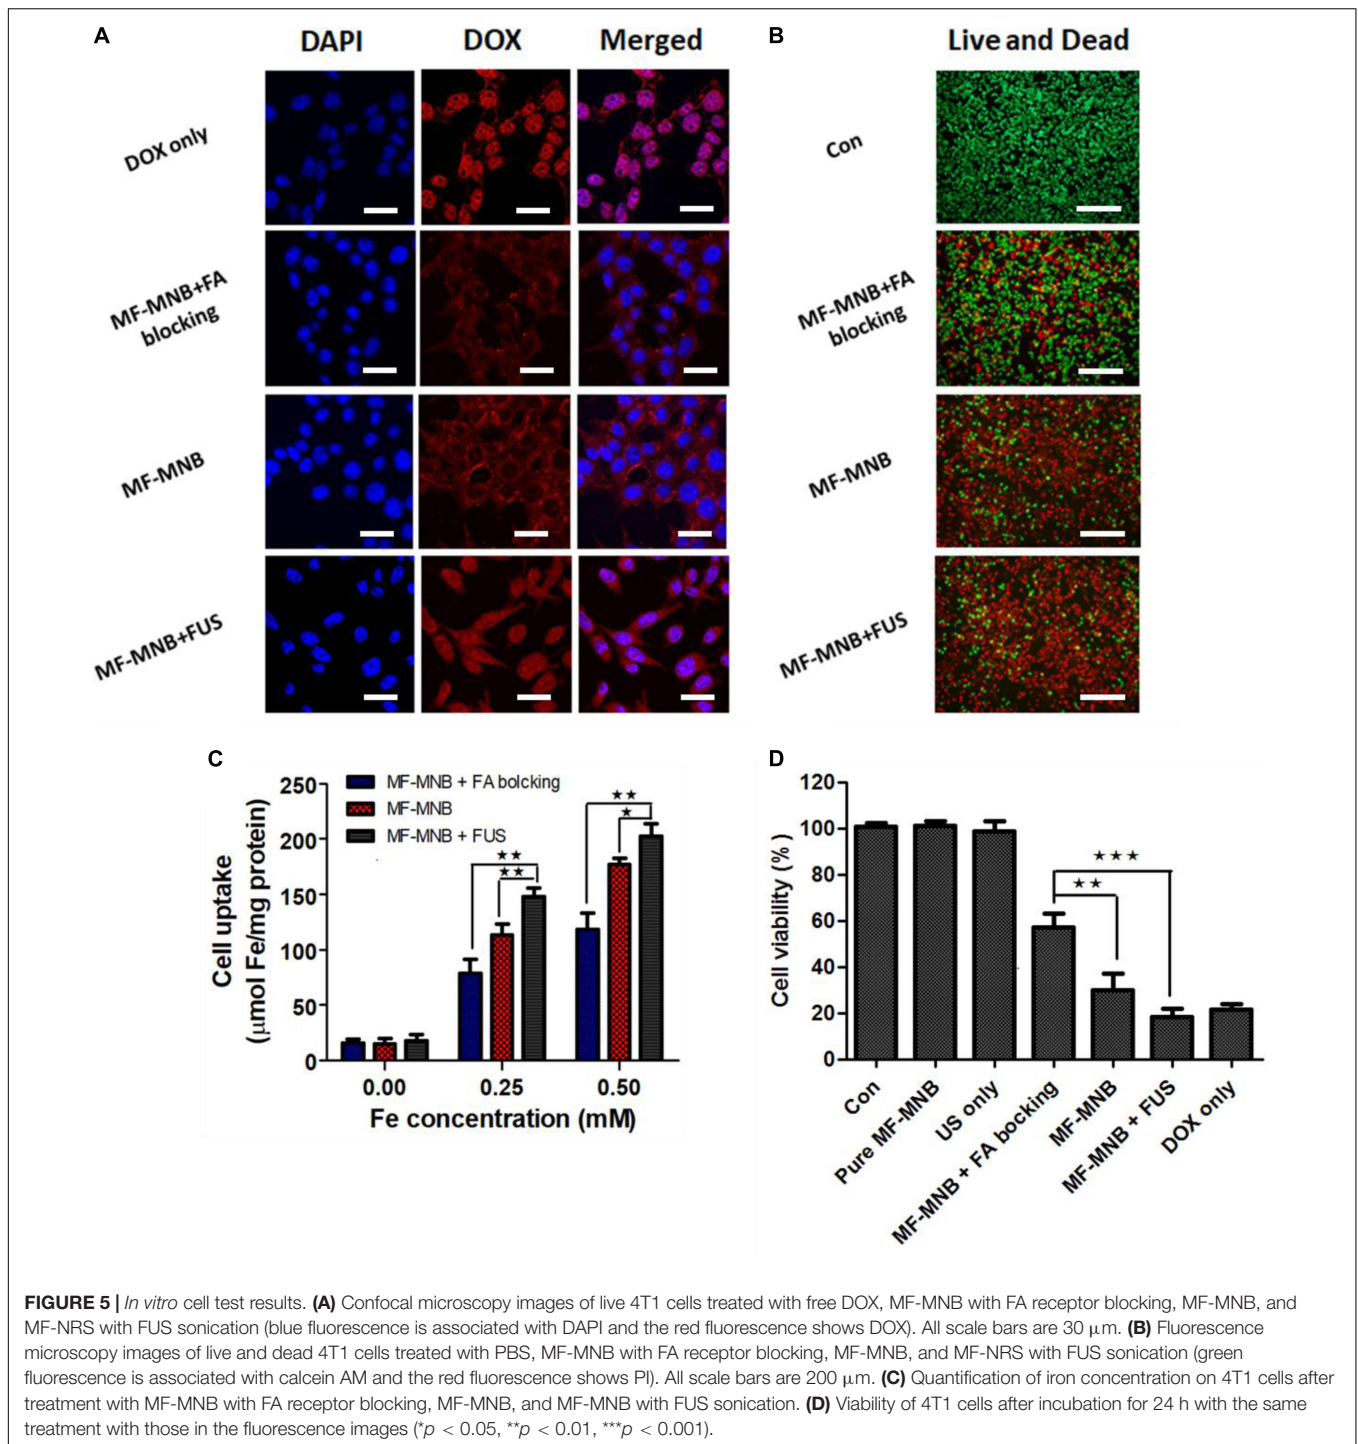 A
DAPI
DOX
Merged
DOX only
MF-MNB+FA
blocking
MF-MNB
MF-MNB+FUS
B
Live and Dead
Con
MF-MNB+FA
blocking
MF-MNB
MF-MNB+FUS
C
MF-MNB + FA bolcking
MF-MNB
MF-MNB + FUS
Cell uptake
(μmol Fe/mg protein)
250
200
150
100
50
0
★★
★★
★★
★
0.00 0.25 0.50
Fe concentration (mM)
D
Cell viability (%)
120
100
80
60
40
20
0
★★★
★★
Con
Pure MF-MNB
US only
MF-MNB + FA bocking
MF-MNB
MF-MNB + FUS
DOX only
FIGURE 5 | In vitro cell test results. (A) Confocal microscopy images of live 4T1 cells treated with free DOX, MF-MNB with FA receptor blocking, MF-MNB, and
MF-NRS with FUS sonication (blue fluorescence is associated with DAPI and the red fluorescence shows DOX). All scale bars are 30 μm. (B) Fluorescence
microscopy images of live and dead 4T1 cells treated with PBS, MF-MNB with FA receptor blocking, MF-MNB, and MF-NRS with FUS sonication (green
fluorescence is associated with calcein AM and the red fluorescence shows PI). All scale bars are 200 μm. (C) Quantification of iron concentration on 4T1 cells after
treatment with MF-MNB with FA receptor blocking, MF-MNB, and MF-MNB with FUS sonication. (D) Viability of 4T1 cells after incubation for 24 h with the same
treatment with those in the fluorescence images (*p < 0.05, **p < 0.01, ***p < 0.001).